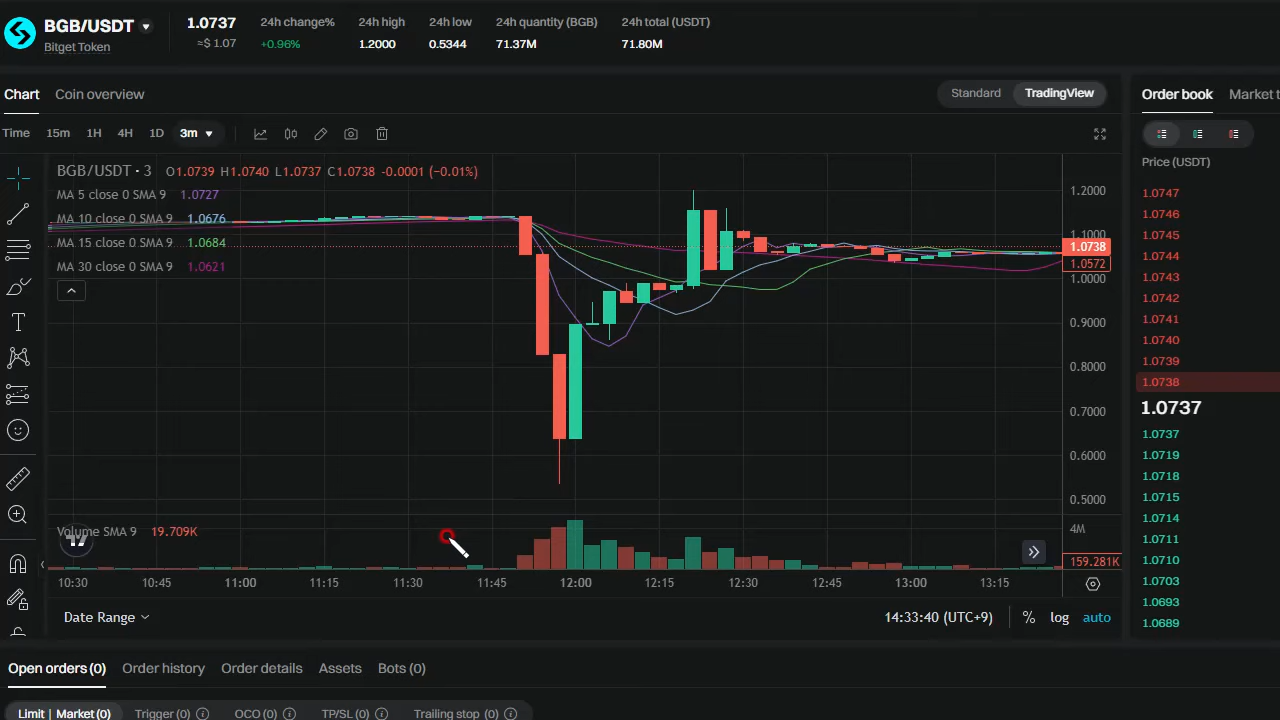 BGB/USDT 1.0737 24h change% 24h high 24h low 24h quantity (BGB) 24h total (USDT)
Bitget Token ≈$ 1.07 +0.96% 1.2000 0.5344 71.37M 71.80M
Chart Coin overview Standard TradingView Order book Market t
Time 15m 1H 4H 1D 3m
Price (USDT)
BGB/USDT · 3 O1.0739 H1.0740 L1.0737 C1.0738 -0.0001 (−0.01%)
MA 5 close 0 SMA 9 1.0727
MA 10 close 0 SMA 9 1.0676
MA 15 close 0 SMA 9 1.0684
MA 30 close 0 SMA 9 1.0621
1.2000
1.1000
1.0738
1.0572
1.0000
0.9000
0.8000
0.7000
0.6000
0.5000
Volume SMA 9 19.709K
4M
159.281K
10:30 10:45 11:00 11:15 11:30 11:45 12:00 12:15 12:30 12:45 13:00 13:15
Date Range 14:33:40 (UTC+9) % log auto
1.0747
1.0746
1.0745
1.0744
1.0743
1.0742
1.0741
1.0740
1.0739
1.0738
1.0737
1.0737
1.0719
1.0718
1.0715
1.0714
1.0711
1.0710
1.0703
1.0693
1.0689
Open orders(0) Order history Order details Assets Bots (0)
Limit | Market(0) Trigger(0) OCO(0) TP/SL(0) Trailing stop (0)